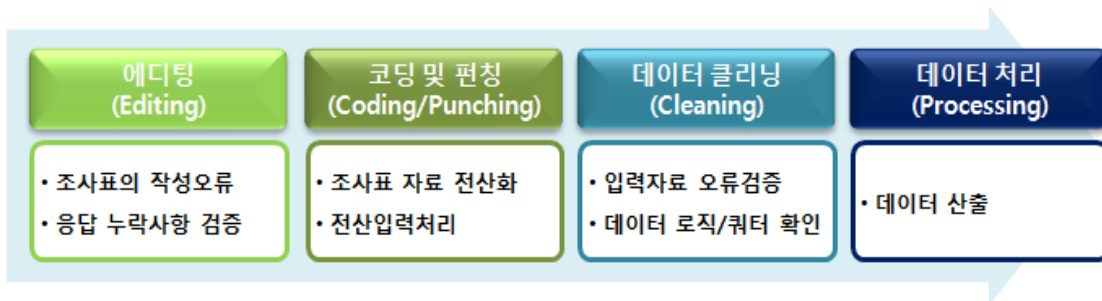 에디팅
(Editing)
• 조사표의 작성오류
• 응답 누락사항 검증
코딩 및 펀칭
(Coding/Punching)
• 조사표 자료 전산화
• 전산입력처리
데이터 클리닝
(Cleaning)
• 입력자료 오류검증
• 데이터 로직/쿼터 확인
데이터 처리
(Processing)
• 데이터 산출